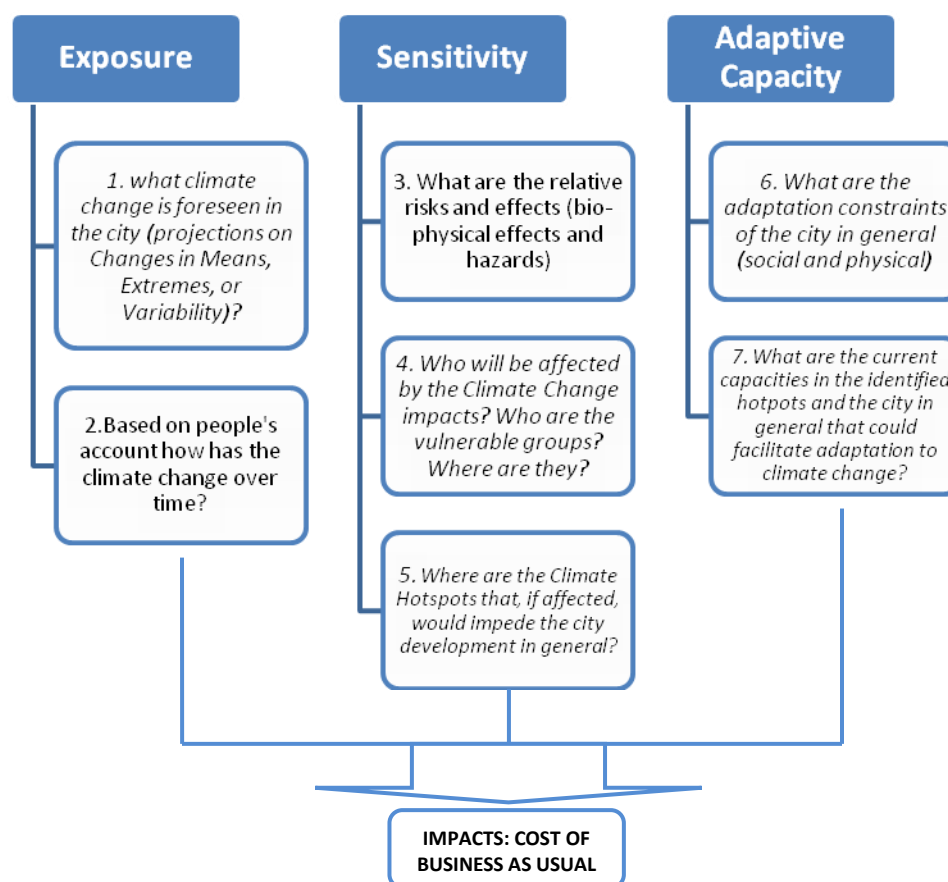 Exposure
1. what climate
change is foreseen in
the city (projections on
Changes in Means,
Extremes, or
Variability)?
2.Based on people's
account how has the
climate change over
time?
Sensitivity
3. What are the relative
risks and effects (bio-
physical effects and
hazards)
4. Who will be affected
by the Climate Change
impacts? Who are the
vulnerable groups?
Where are they?
5. Where are the Climate
Hotspots that, if affected,
would impede the city
development in general?
Adaptive
Capacity
6. What are the
adaptation constraints
of the city in general
(social and physical)
7. What are the current
capacities in the identified
hotpots and the city in
general that could
facilitate adaptation to
climate change?
IMPACTS: COST OF
BUSINESS AS USUAL